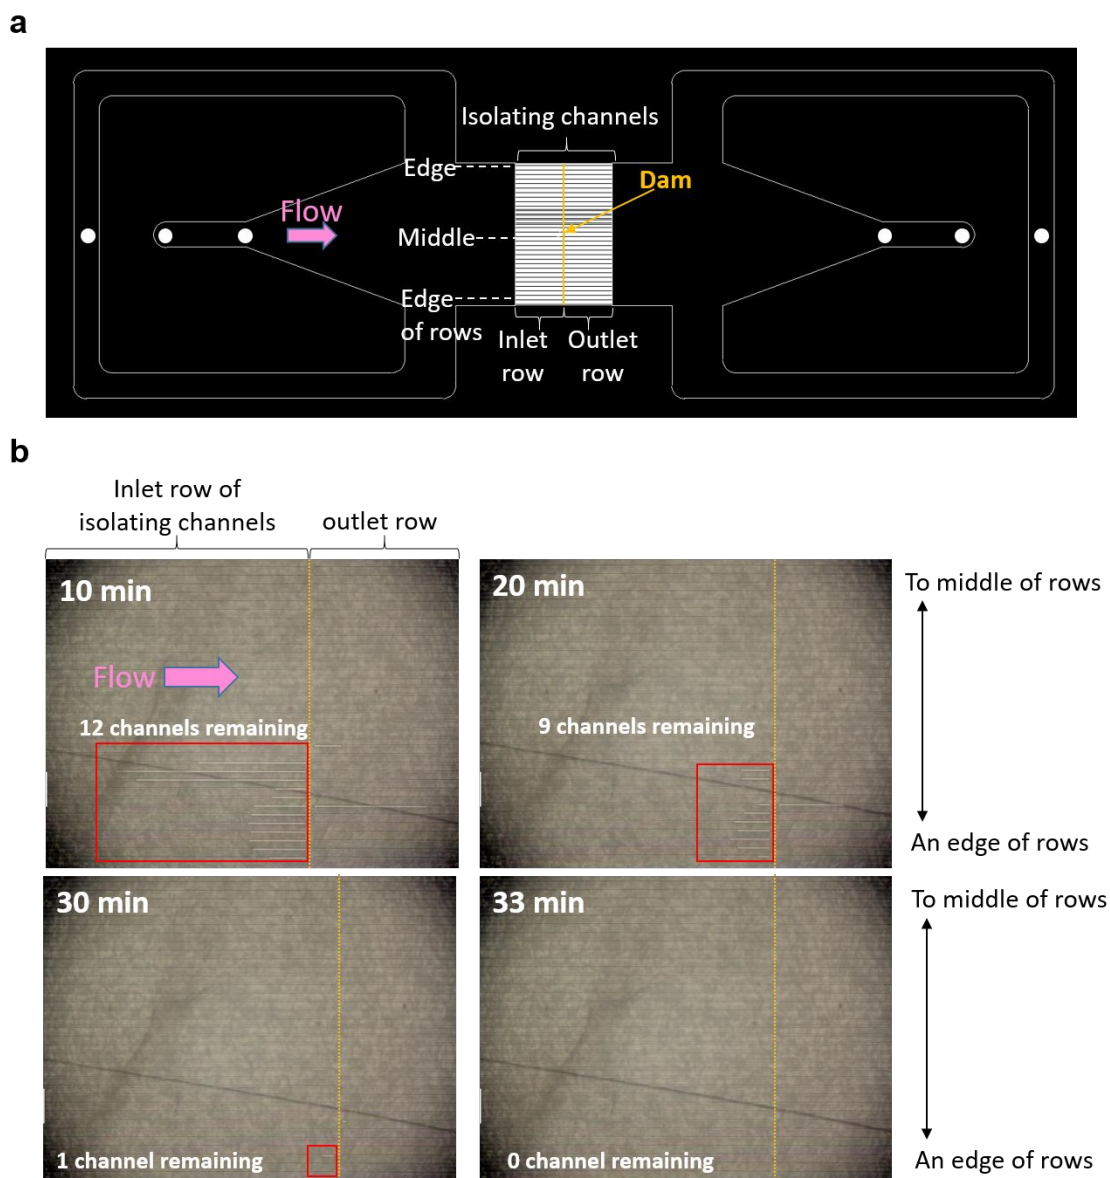 a
Isolating channels
Edge
Dam
Flow
Middle
Edge
of rows
Inlet
row
Outlet
row
b
Inlet row of
isolating channels
outlet row
10 min
Flow
12 channels remaining
20 min
9 channels remaining
To middle of rows
An edge of rows
30 min
1 channel remaining
33 min
0 channel remaining
To middle of rows
An edge of rows